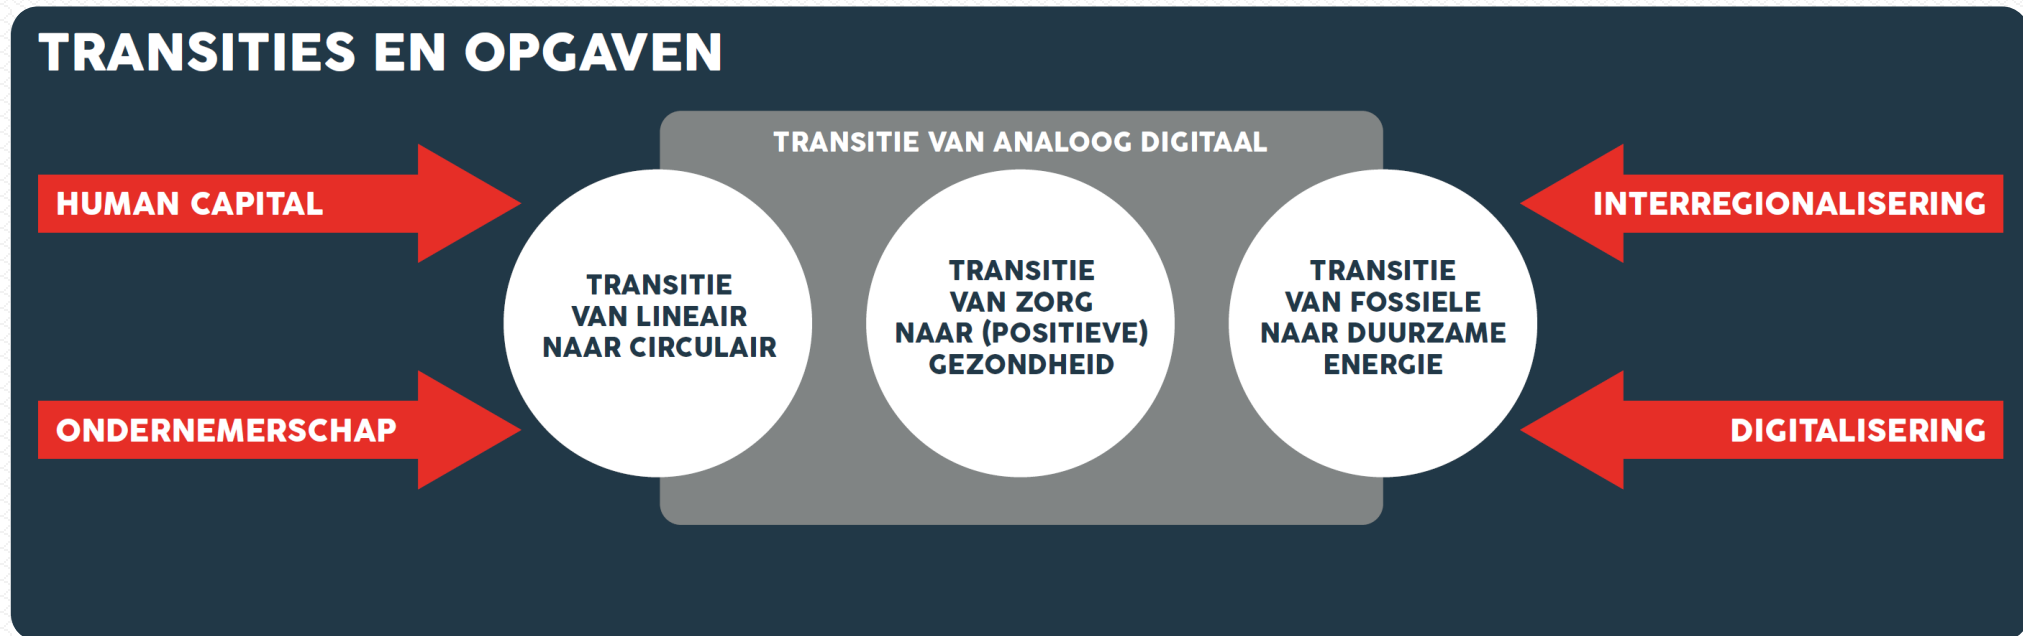 TRANSITIES EN OPGAVEN
TRANSITIE VAN ANALOOG DIGITAAL
HUMAN CAPITAL
ONDERNEMERSCHAP
TRANSITIE
VAN LINEAIR
NAAR CIRCULAIR
TRANSITIE
VAN ZORG
NAAR (POSITIEVE)
GEZONDHEID
TRANSITIE
VAN FOSSIELE
NAAR DUURZAME
ENERGIE
INTERREGIONALISERING
DIGITALISERING